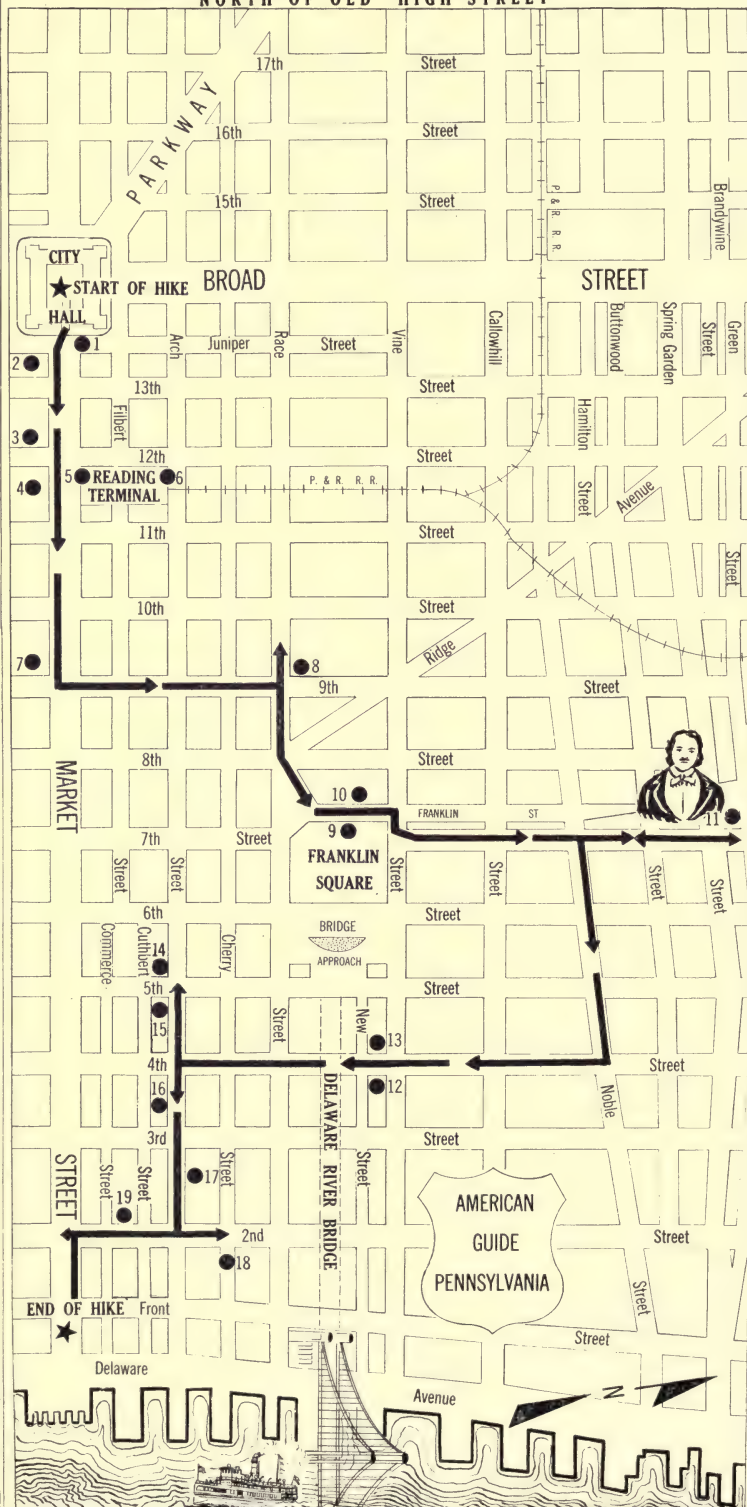 NORTH OF OLD HIGH STREET
17th Street
PARKWAY
16th Street
15th Street
P. & R. R. R.
Brandywine
CITY
START OF HIKE
HALL
BROAD STREET
1
Arch
Juniper Street
Race
Vine
Callowhill
Buttonwood
Spring Garden
Street
Green
2
13th Street
3
Filbert
Hamilton
Street
12th Street
4
5 READING 6
TERMINAL
P. & R. R. R.
Avenue
11th Street
Street
10th Street
Ridge
7
8
9th Street
MARKET
8th Street
10
FRANKLIN ST
11
9
7th Street
FRANKLIN
SQUARE
Street
Street
Street
Street
Street
Street
6th Street
BRIDGE
APPROACH
Commerce
Cuthbert
14
Cherry
5th Street
15
Street
New
13
4th Street
16
DELAWARE RIVER BRIDGE
12
Noble
3rd Street
STREET
Street
Street
17
Street
Street
19
AMERICAN
GUIDE
PENNSYLVANIA
2nd Street
18
Street
END OF HIKE Front
Street
Delaware
Avenue
N